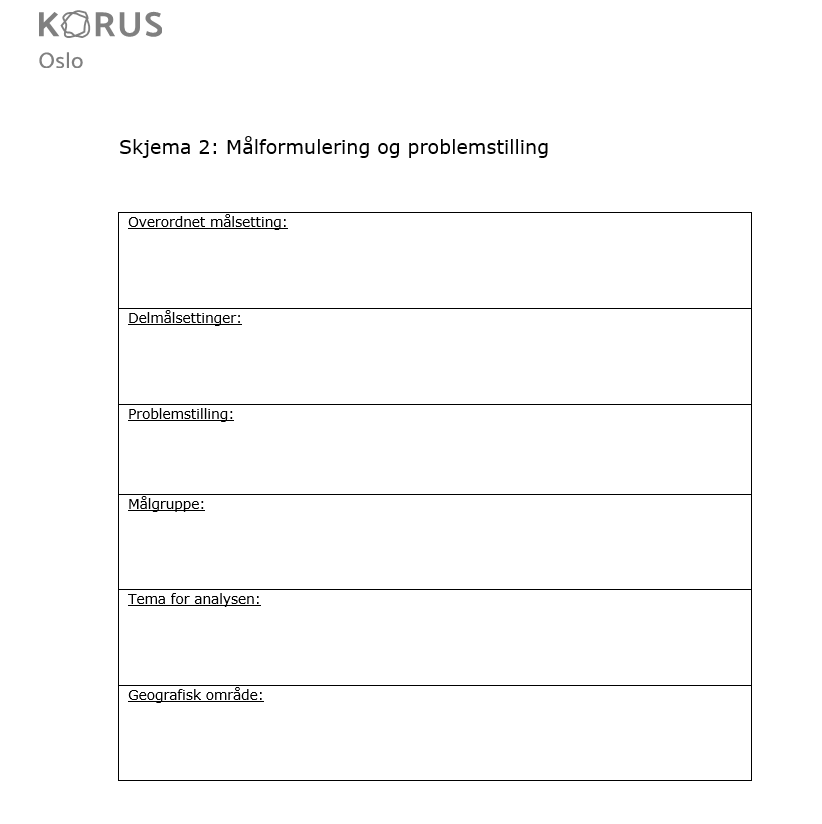 KORUS
Oslo
Skjema 2: Målformulering og problemstilling
Overordnet målsetting:
Delmålsettinger:
Problemstilling:
Målgruppe:
Tema for analysen:
Geografisk område: